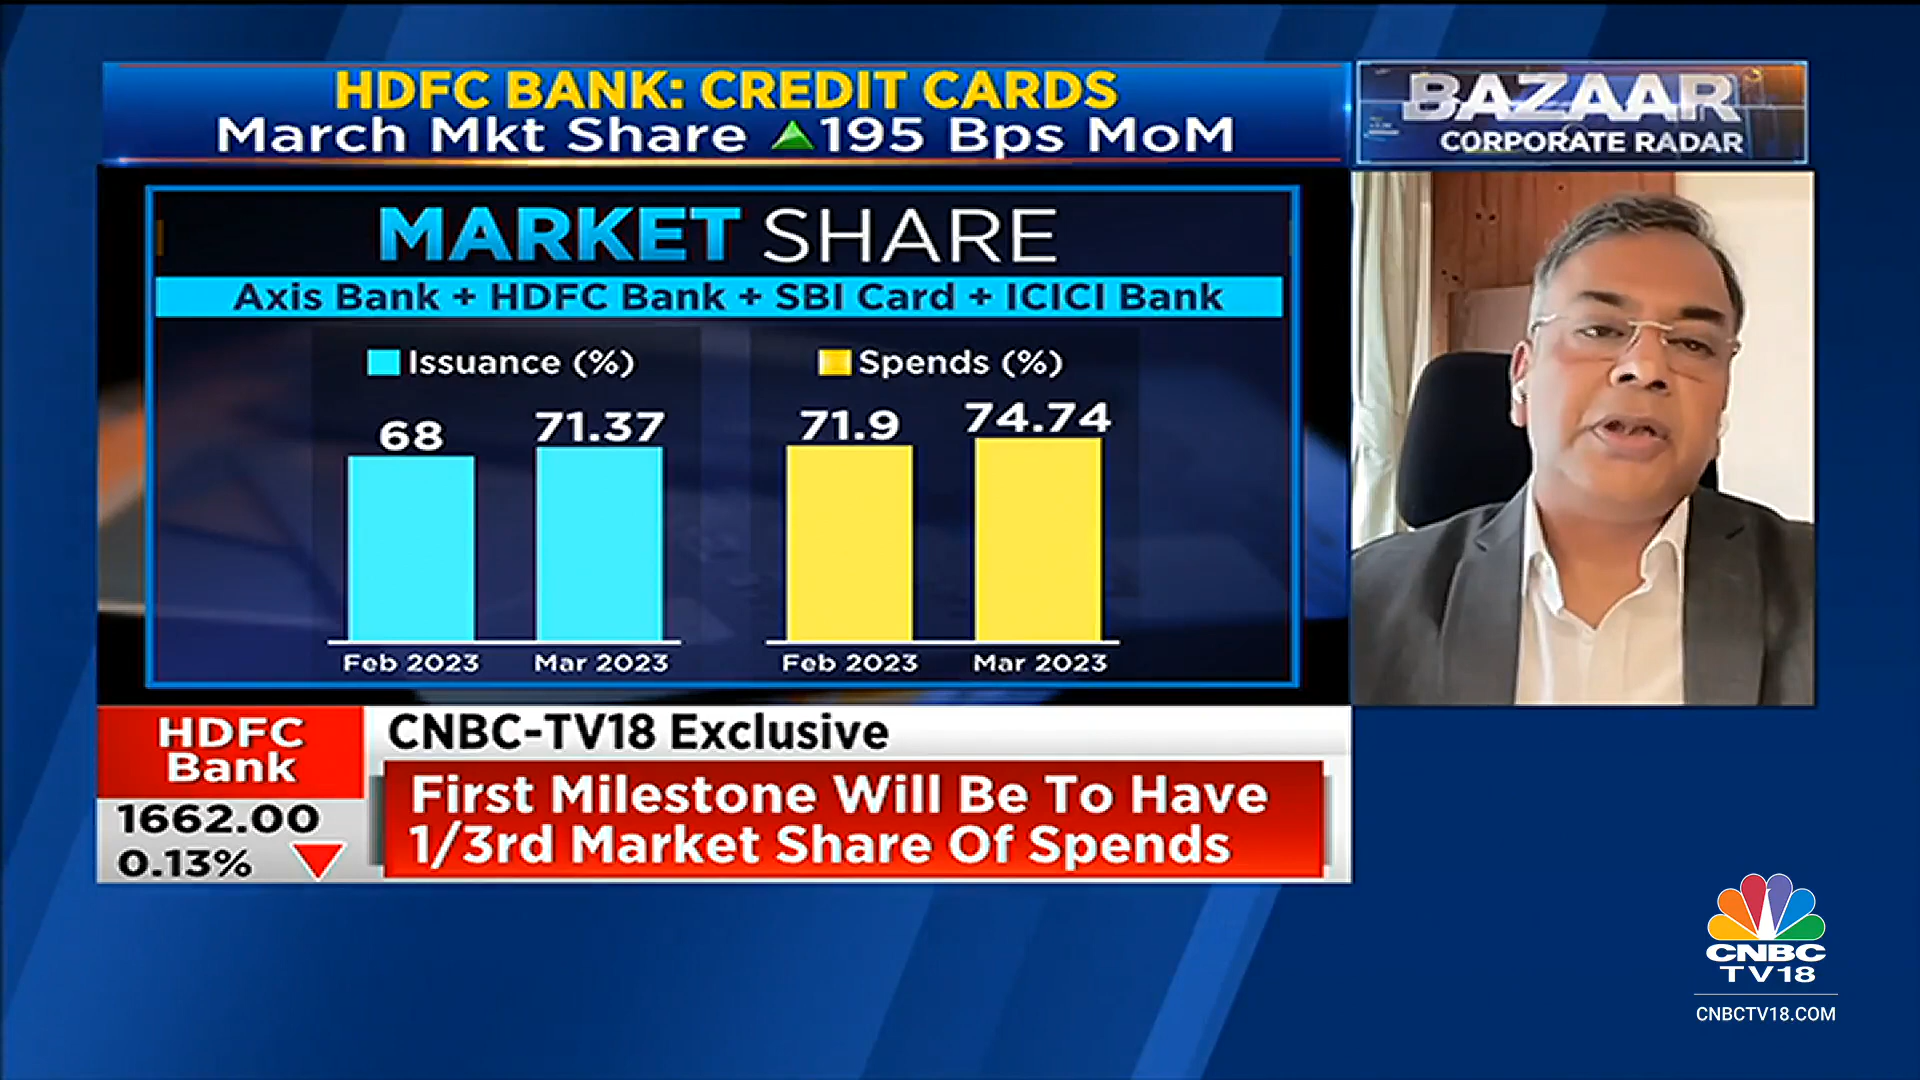 HDFC BANK: CREDIT CARDS
March Mkt Share ▲195 Bps MoM
BAZAAR
CORPORATE RADAR
MARKET SHARE
Axis Bank + HDFC Bank + SBI Card + ICICI Bank
Issuance (%)
Spends (%)
68
71.37
71.9
74.74
Feb 2023
Mar 2023
Feb 2023
Mar 2023
HDFC
Bank
1662.00
0.13%
CNBC-TV18 Exclusive
First Milestone Will Be To Have
1/3rd Market Share Of Spends
CNBC
TV18
CNBCTV18.COM